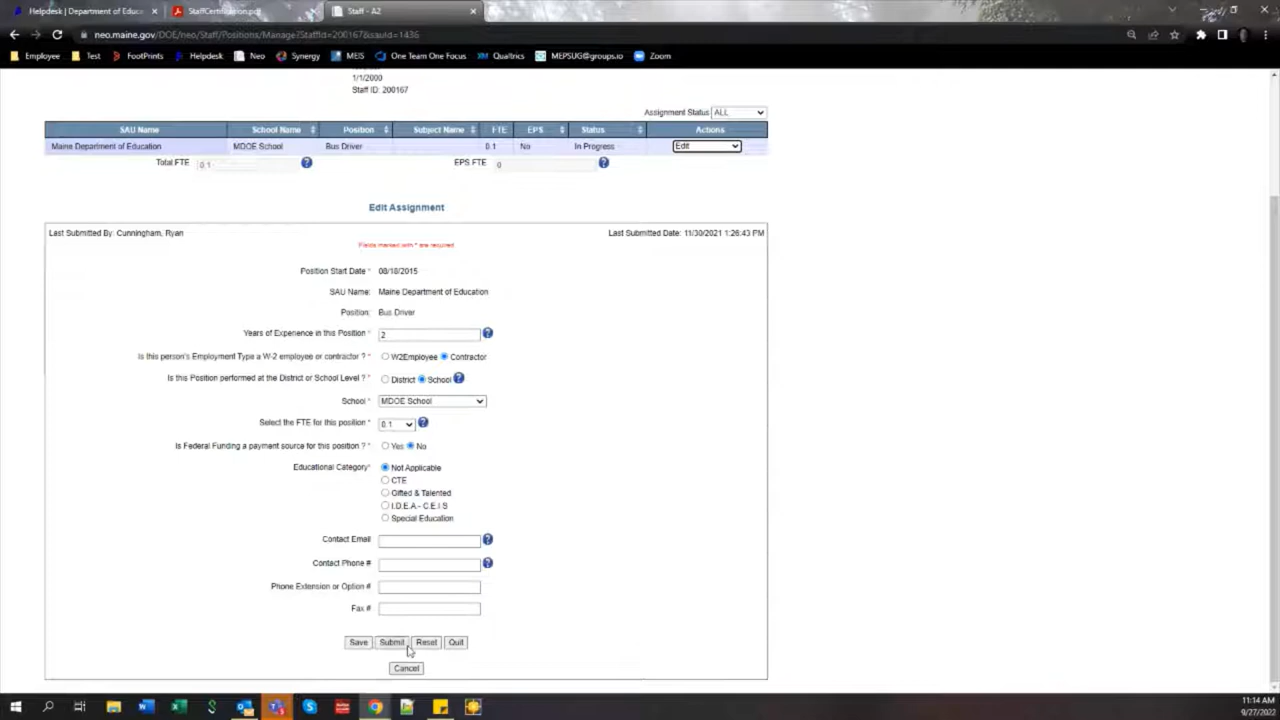 Helpdesk | Department of Educ
StaffCertification.pdf
Staff - A2
neo.maine.gov/DOE/neo/Staff/Positions/Manage?StaffId=200167&sauId=1436
Employee Test FootPrints Helpdesk Neo Synergy MEIS One Team One Focus Qualtrics MEPSUG@groups.io Zoom
1/1/2000
Staff ID: 200167
Assignment Status ALL
SAU Name School Name Position Subject Name FTE EPS Status Actions
Maine Department of Education MDOE School Bus Driver 0.1 No In Progress Edit
Total FTE 0.1 EPS FTE 0
Edit Assignment
Last Submitted By: Cunningham, Ryan Last Submitted Date: 11/30/2021 1:26:43 PM
Fields marked with * are required
Position Start Date * 08/18/2015
SAU Name: Maine Department of Education
Position: Bus Driver
Years of Experience in this Position * 2
Is this person's Employment Type a W-2 employee or contractor ? * W2Employee Contractor
Is this Position performed at the District or School Level ? * District School
School * MDOE School
Select the FTE for this position * 0.1
Is Federal Funding a payment source for this position ? * Yes No
Educational Category* Not Applicable
CTE
Gifted & Talented
I.D.E.A.- C.E.I.S
Special Education
Contact Email
Contact Phone #
Phone Extension or Option #
Fax #
Save Submit Reset Quit
Cancel
11:14 AM
9/27/2022